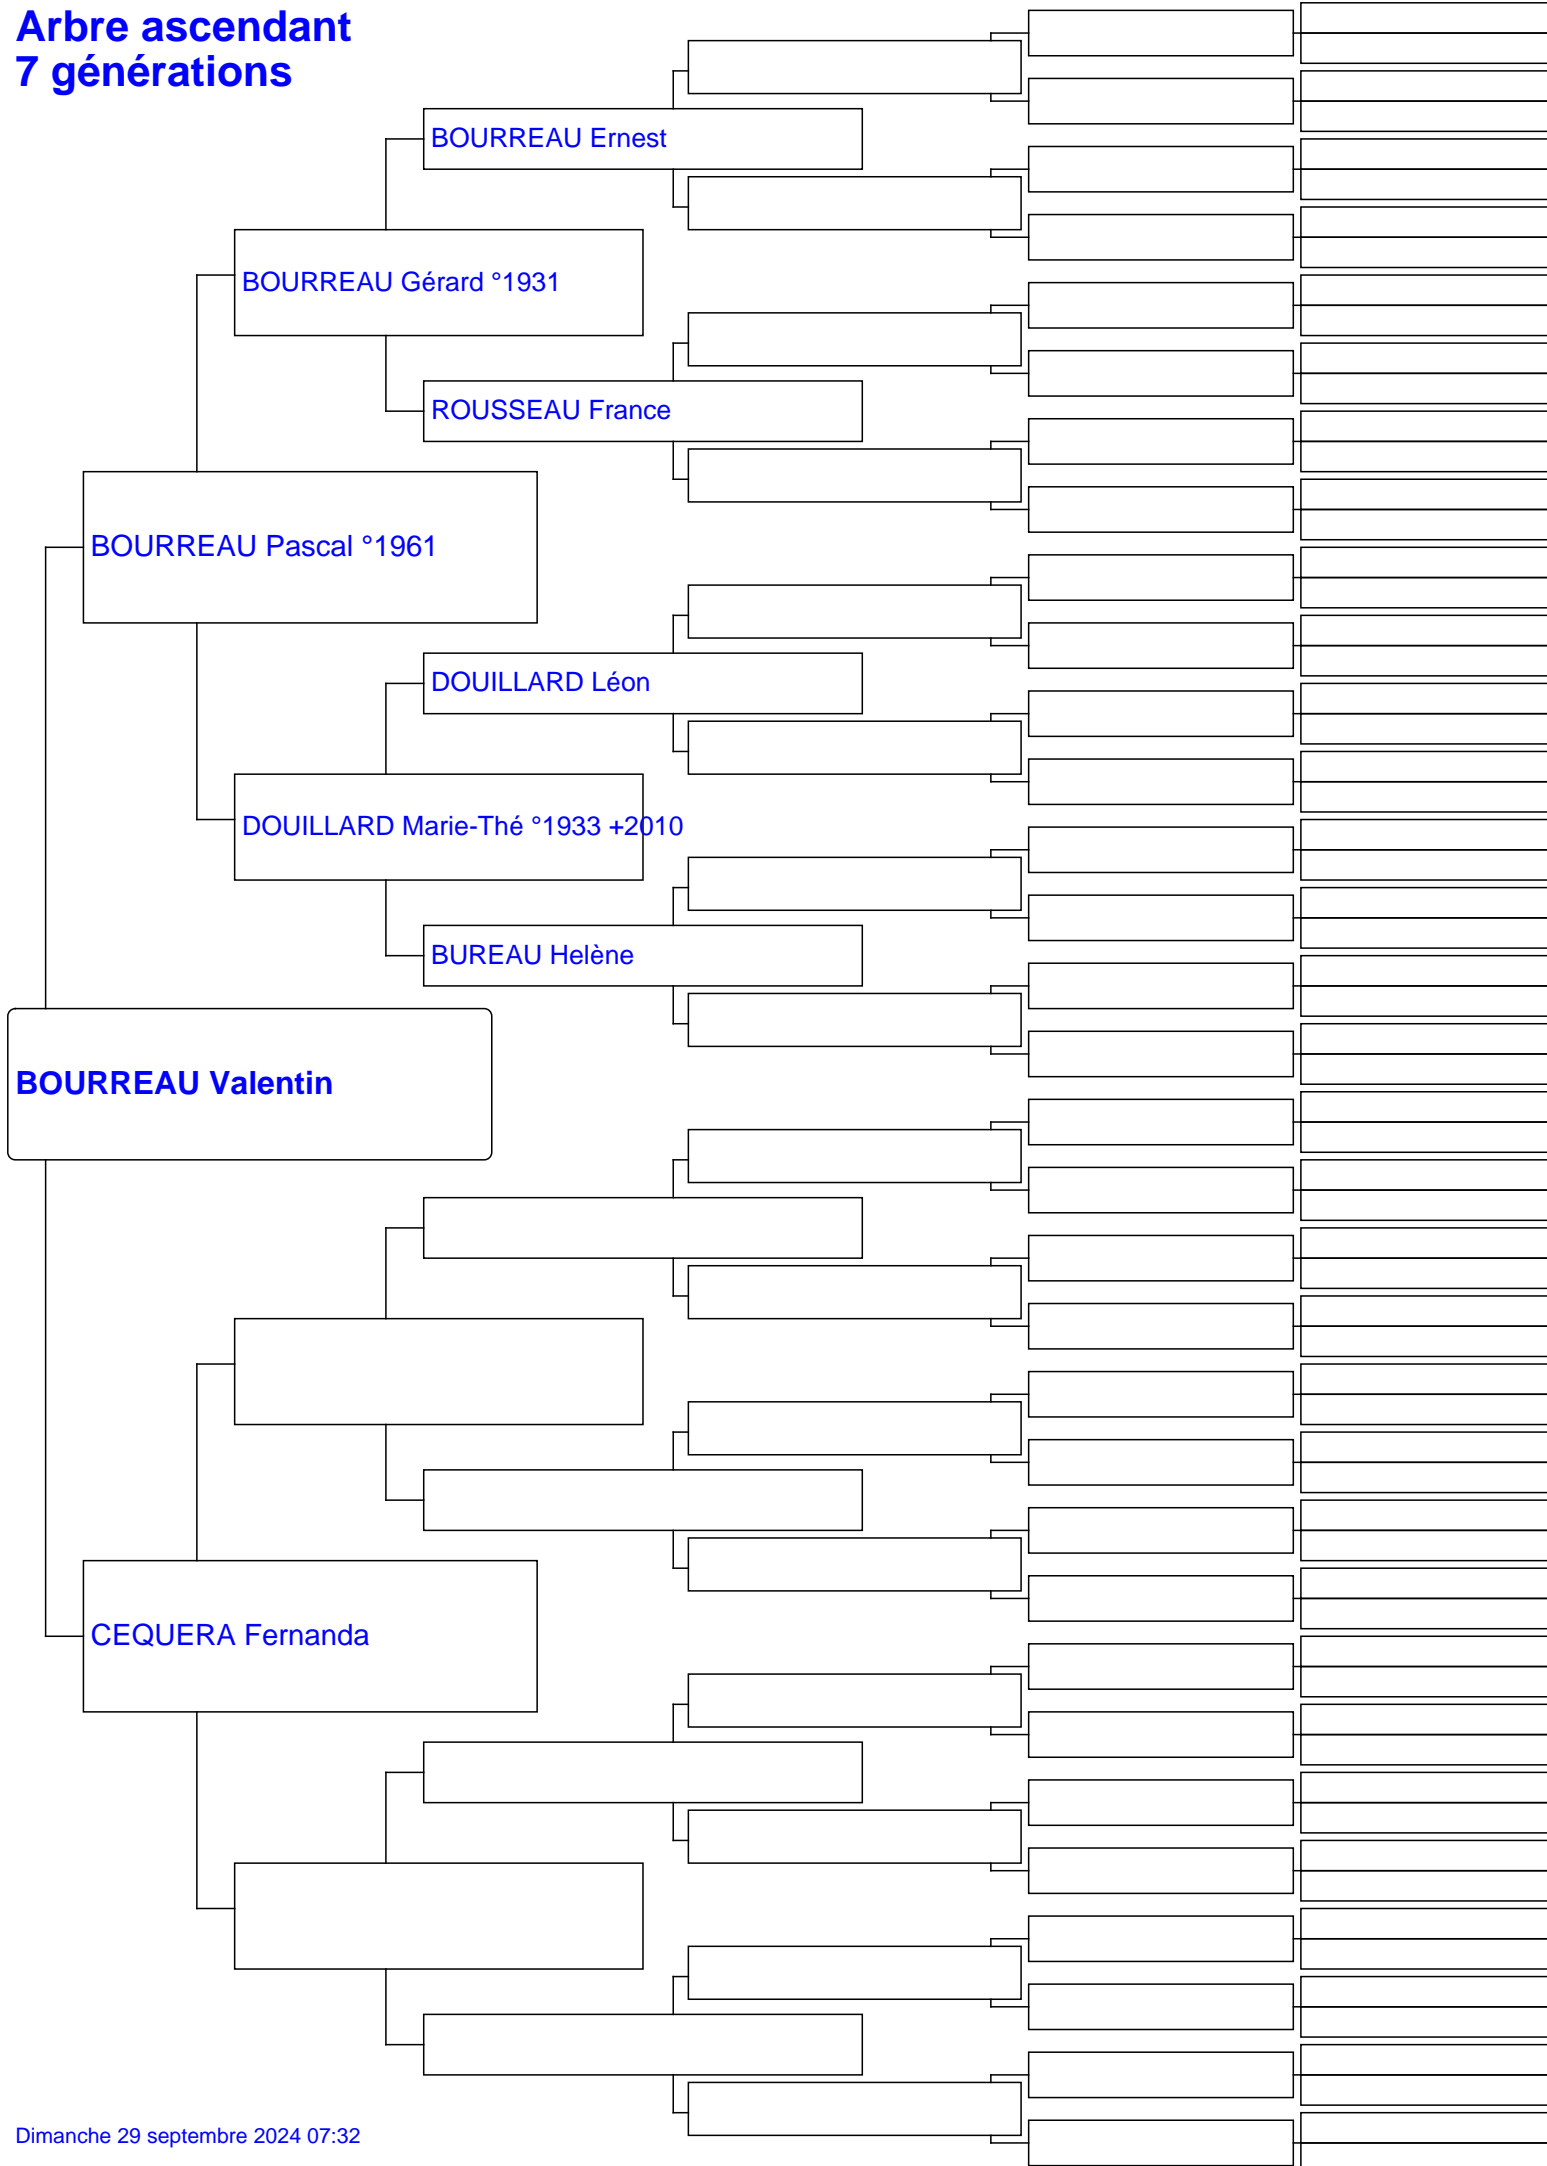 Arbre ascendant
7 générations
BOURREAU Ernest
BOURREAU Gérard °1931
ROUSSEAU France
BOURREAU Pascal °1961
DOUILLARD Léon
DOUILLARD Marie-Thé °1933 +2010
BUREAU Helène
BOURREAU Valentin
CEQUERA Fernanda
Dimanche 29 septembre 2024 07:32